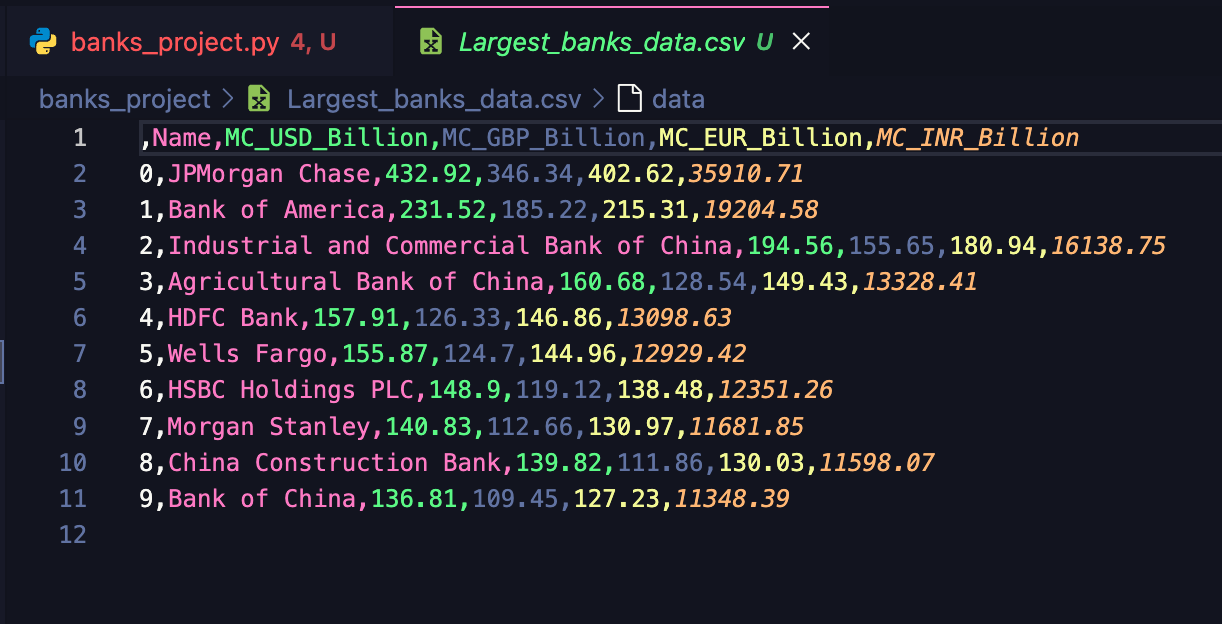 banks_project.py 4, U Largest_banks_data.csv U
banks_project > Largest_banks_data.csv > data
1 ,Name,MC_USD_Billion,MC_GBP_Billion,MC_EUR_Billion,MC_INR_Billion
2 0,JPMorgan Chase,432.92,346.34,402.62,35910.71
3 1,Bank of America,231.52,185.22,215.31,19204.58
4 2,Industrial and Commercial Bank of China,194.56,155.65,180.94,16138.75
5 3,Agricultural Bank of China,160.68,128.54,149.43,13328.41
6 4,HDFC Bank,157.91,126.33,146.86,13098.63
7 5,Wells Fargo,155.87,124.7,144.96,12929.42
8 6,HSBC Holdings PLC,148.9,119.12,138.48,12351.26
9 7,Morgan Stanley,140.83,112.66,130.97,11681.85
10 8,China Construction Bank,139.82,111.86,130.03,11598.07
11 9,Bank of China,136.81,109.45,127.23,11348.39
12